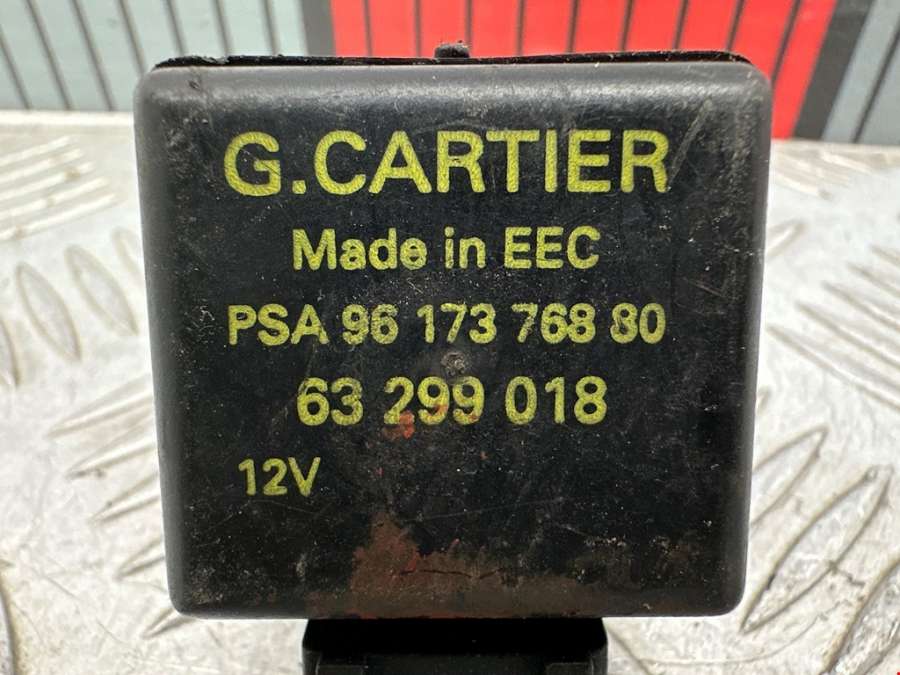 G.CARTIER
Made in EEC
PSA 96 173 768 80
63 299 018
12V